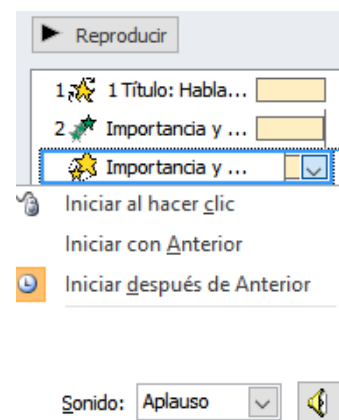 Reproducir
1 1 Título: Habla...
2 Importancia y ...
Importancia y ...
Iniciar al hacer clic
Iniciar con Anterior
Iniciar después de Anterior
Sonido: Aplauso